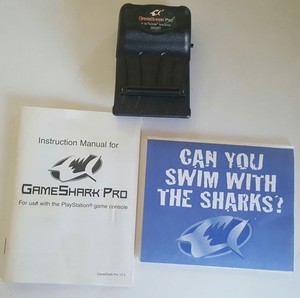 GAMESHARK PRO
Instruction Manual for
GAMESHARK PRO
For use with the PlayStation® game console
CAN YOU
SWIM WITH
THE SHARKS?